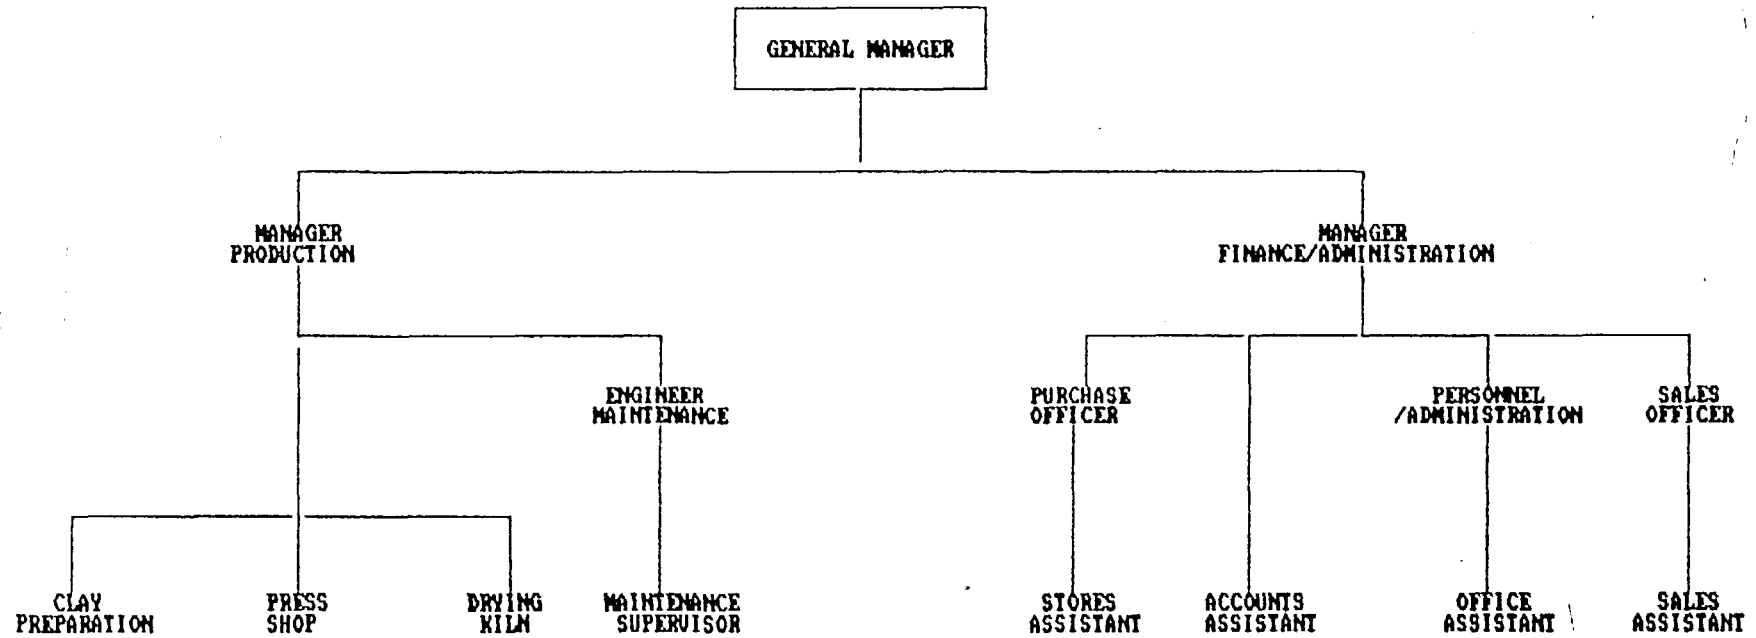 GENERAL MANAGER
MANAGER
PRODUCTION
MANAGER
FINANCE/ADMINISTRATION
ENGINEER
MAINTENANCE
PURCHASE
OFFICER
PERSONNEL
/ADMINISTRATION
SALES
OFFICER
CLAY
PREPARATION
PRESS
SHOP
DRYING
KILN
MAINTENANCE
SUPERVISOR
STORES
ASSISTANT
ACCOUNTS
ASSISTANT
OFFICE
ASSISTANT
SALES
ASSISTANT